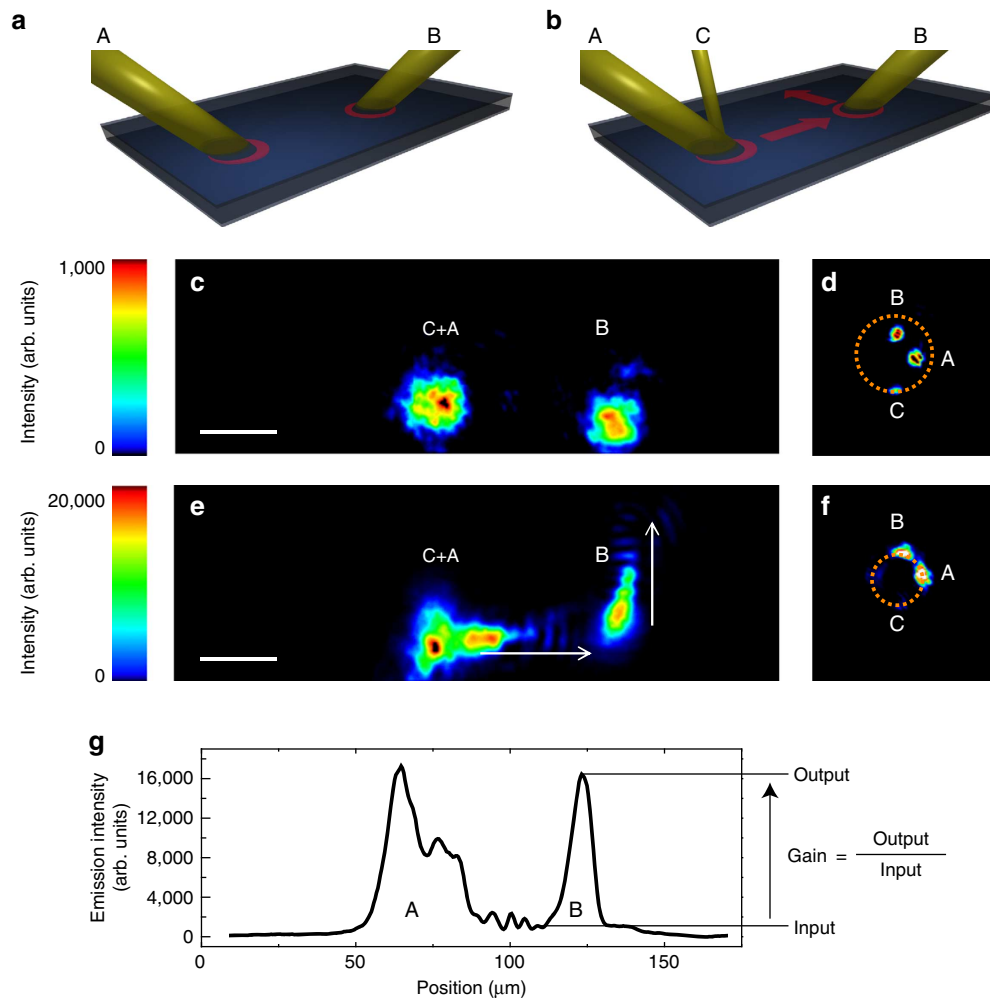 a
b
A
B
A
C
B
1,000
0
Intensity (arb. units)
c
C+A
B
d
B
A
C
20,000
0
Intensity (arb. units)
e
C+A
B
f
B
A
C
g
Emission intensity
(arb. units)
16,000
12,000
8,000
4,000
0
A
B
0
50
100
150
Position (μm)
Output
Gain = Output
Input
Input